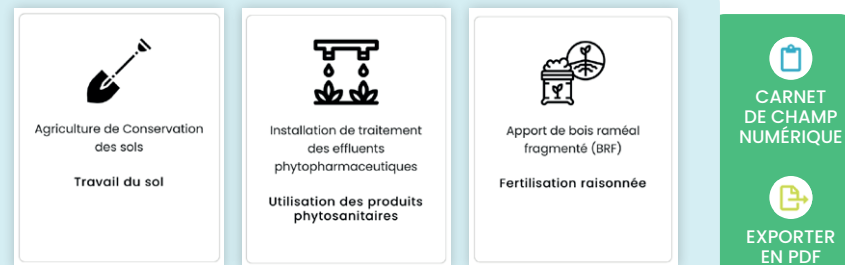 Agriculture de Conservation
des sols
Travail du sol
Installation de traitement
des effluents
phytopharmaceutiques
Utilisation des produits
phytosanitaires
Apport de bois raméal
fragmenté (BRF)
Fertilisation raisonnée
CARNET
DE CHAMP
NUMÉRIQUE
EXPORTER
EN PDF